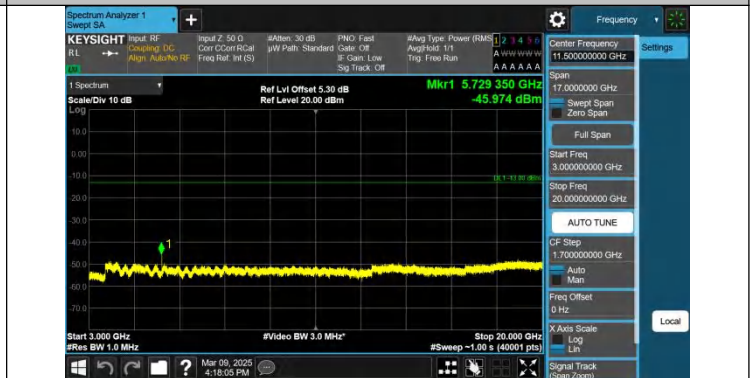 Spectrum Analyzer 1
Swept SA
+
Frequency
KEYSIGHT
RL
Input: RF
Coupling: DC
Align: Auto/No RF
Input Z: 50 Ω
Corr CCorr RCal
Freq Ref: Int (S)
#Atten: 30 dB
µW Path: Standard
PNO: Fast
Gate: Off
IF Gain: Low
Sig Track: Off
#Avg Type: Power (RMS)
Avg|Hold: 1/1
Trig: Free Run
1 2 3 4 5 6
A W W W W W
A A A A A A
Center Frequency
11.500000000 GHz
Settings
1 Spectrum
Scale/Div 10 dB
Ref Lvl Offset 5.30 dB
Ref Level 20.00 dBm
Mkr1 5.729 350 GHz
-45.974 dBm
Span
17.0000000 GHz
Swept Span
Zero Span
Full Span
Start Freq
3.000000000 GHz
Stop Freq
20.000000000 GHz
AUTO TUNE
CF Step
1.700000000 GHz
Auto
Man
Freq Offset
0 Hz
X Axis Scale
Log
Lin
Signal Track
(Span Zoom)
Local
Log
10.0
0.00
-10.0
DL1 -13.00 dBm
-20.0
-30.0
-40.0
1
-50.0
-60.0
-70.0
Start 3.000 GHz
#Res BW 1.0 MHz
#Video BW 3.0 MHz*
Stop 20.000 GHz
#Sweep ~1.00 s (40001 pts)
?
Mar 09, 2025
4:18:05 PM